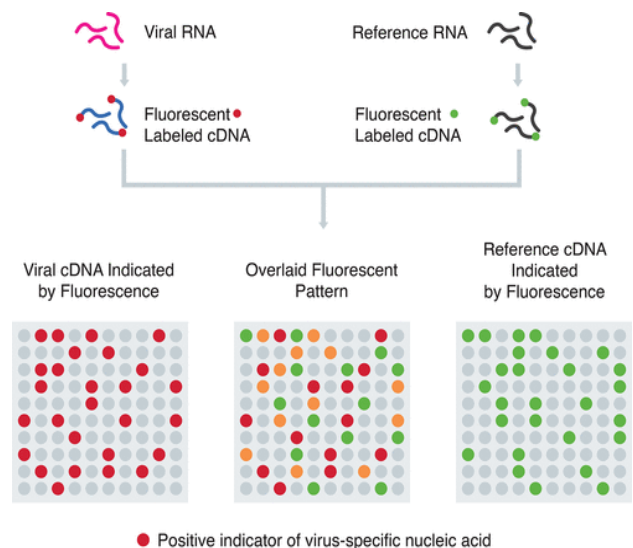 Viral RNA
Reference RNA
Fluorescent
Labeled cDNA
Fluorescent
Labeled cDNA
Viral cDNA Indicated
by Fluorescence
Overlaid Fluorescent
Pattern
Reference cDNA
Indicated
by Fluorescence
Positive indicator of virus-specific nucleic acid